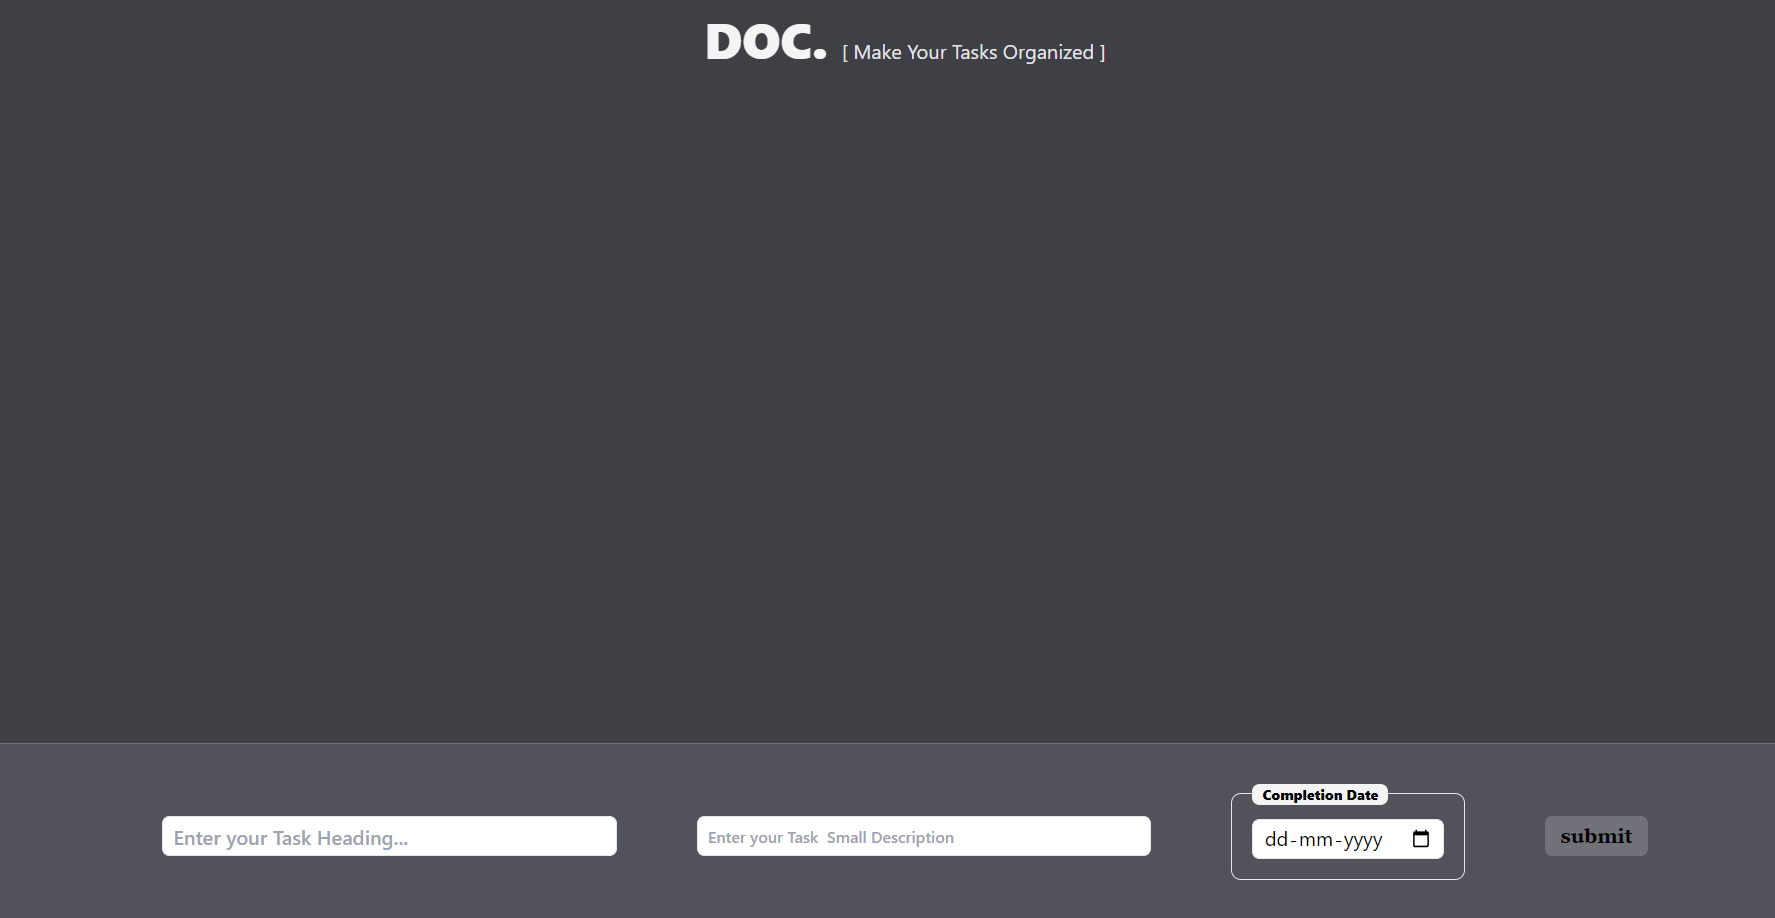 DOC. [ Make Your Tasks Organized ]
Completion Date
Enter your Task Heading...
Enter your Task  Small Description
dd-mm-yyyy
submit